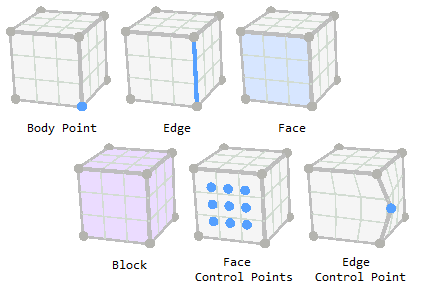 Body Point
Edge
Face
Block
Face
Control Points
Edge
Control Point